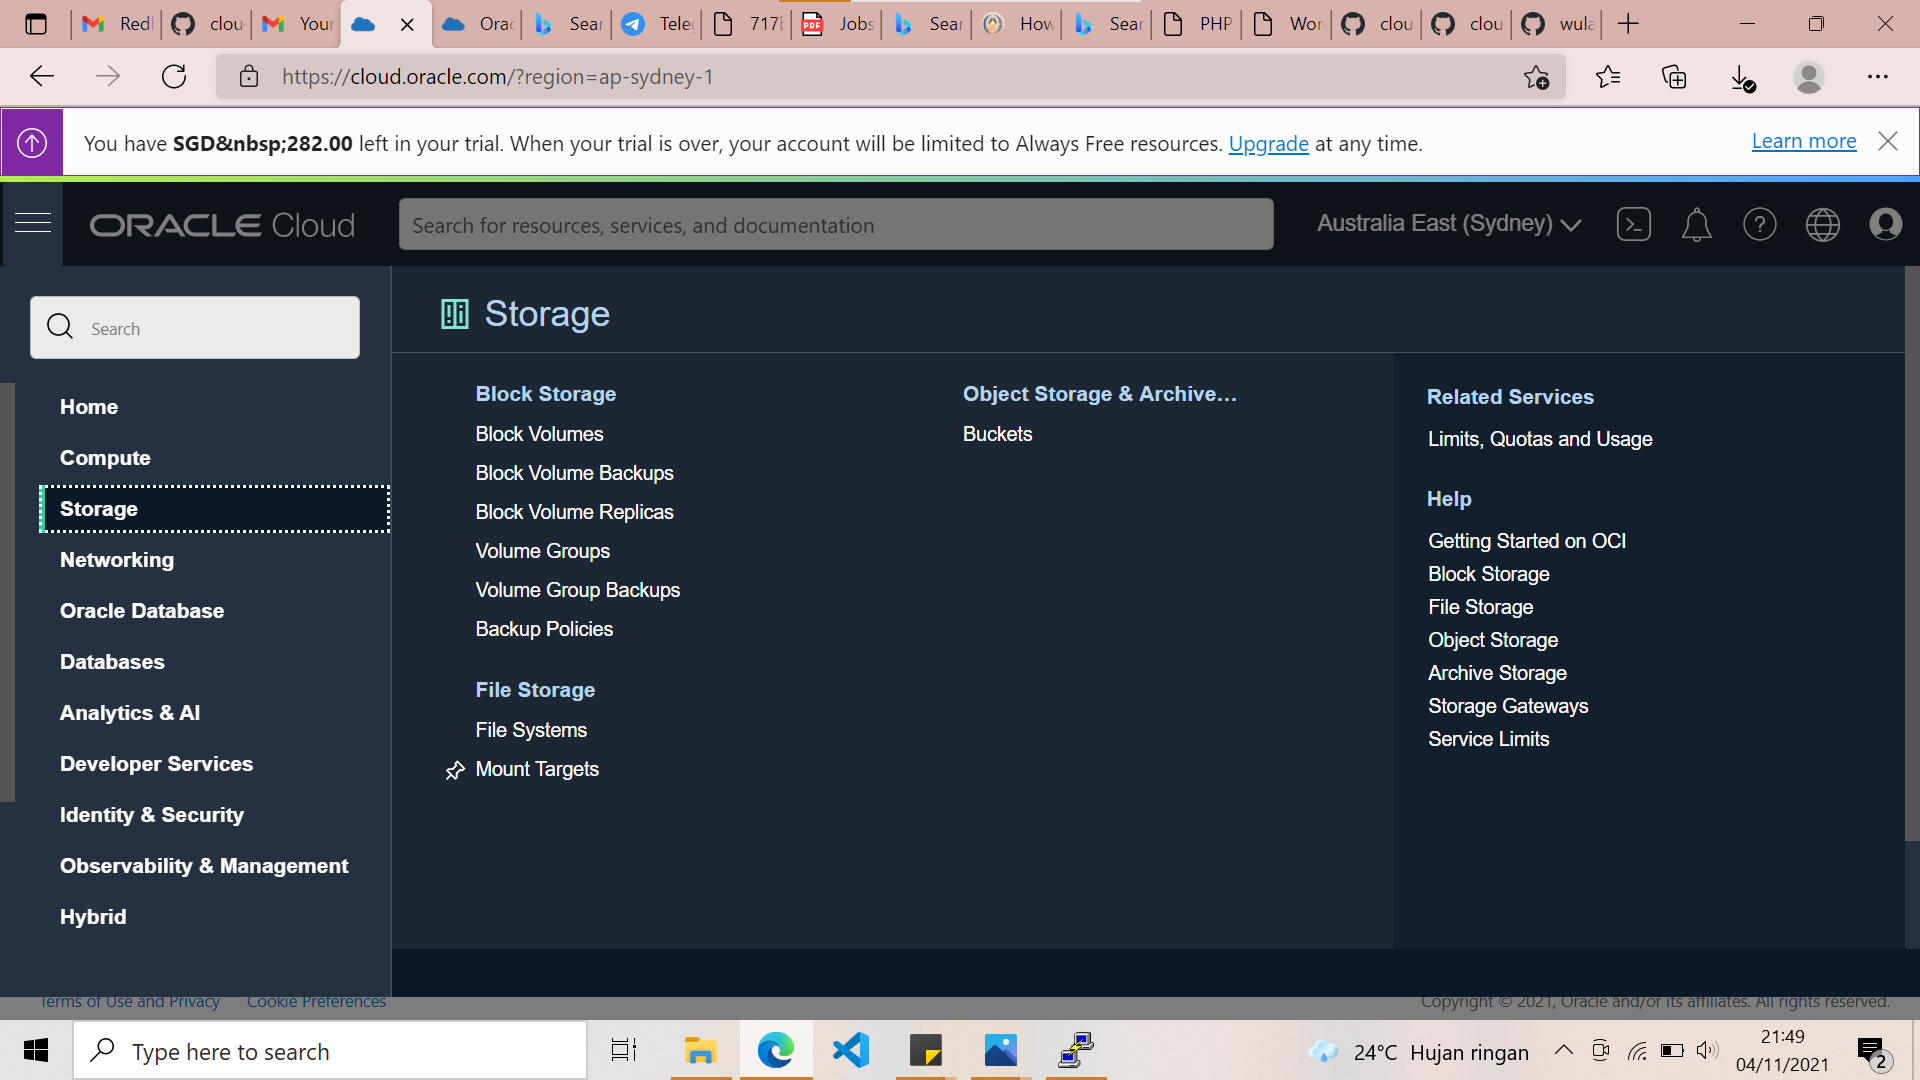 Redl
clou
Your
Orac
Sear
Teleg
717b
Jobs
Sear
How
Sear
PHP
Wor
clou
clou
wula
https://cloud.oracle.com/?region=ap-sydney-1
You have SGD&nbsp;282.00 left in your trial. When your trial is over, your account will be limited to Always Free resources. Upgrade at any time.
Learn more
ORACLE Cloud
Search for resources, services, and documentation
Australia East (Sydney)
Search
Home
Compute
Storage
Networking
Oracle Database
Databases
Analytics & AI
Developer Services
Identity & Security
Observability & Management
Hybrid
Storage
Block Storage
Block Volumes
Block Volume Backups
Block Volume Replicas
Volume Groups
Volume Group Backups
Backup Policies
File Storage
File Systems
Mount Targets
Object Storage & Archive...
Buckets
Related Services
Limits, Quotas and Usage
Help
Getting Started on OCI
Block Storage
File Storage
Object Storage
Archive Storage
Storage Gateways
Service Limits
Terms of Use and Privacy
Cookie Preferences
Copyright © 2021, Oracle and/or its affiliates. All rights reserved.
Type here to search
24°C Hujan ringan
21:49
04/11/2021
2